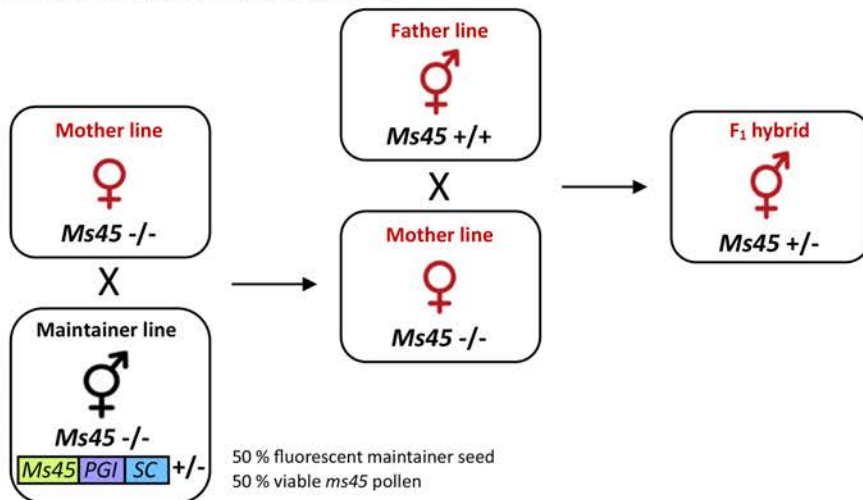 Father line
Ms45 +/+
Mother line
Ms45 -/-
X
F₁ hybrid
Ms45 +/-
X
Mother line
Ms45 -/-
Maintainer line
Ms45 -/-
Ms45 PGI SC +/-
50 % fluorescent maintainer seed
50 % viable ms45 pollen